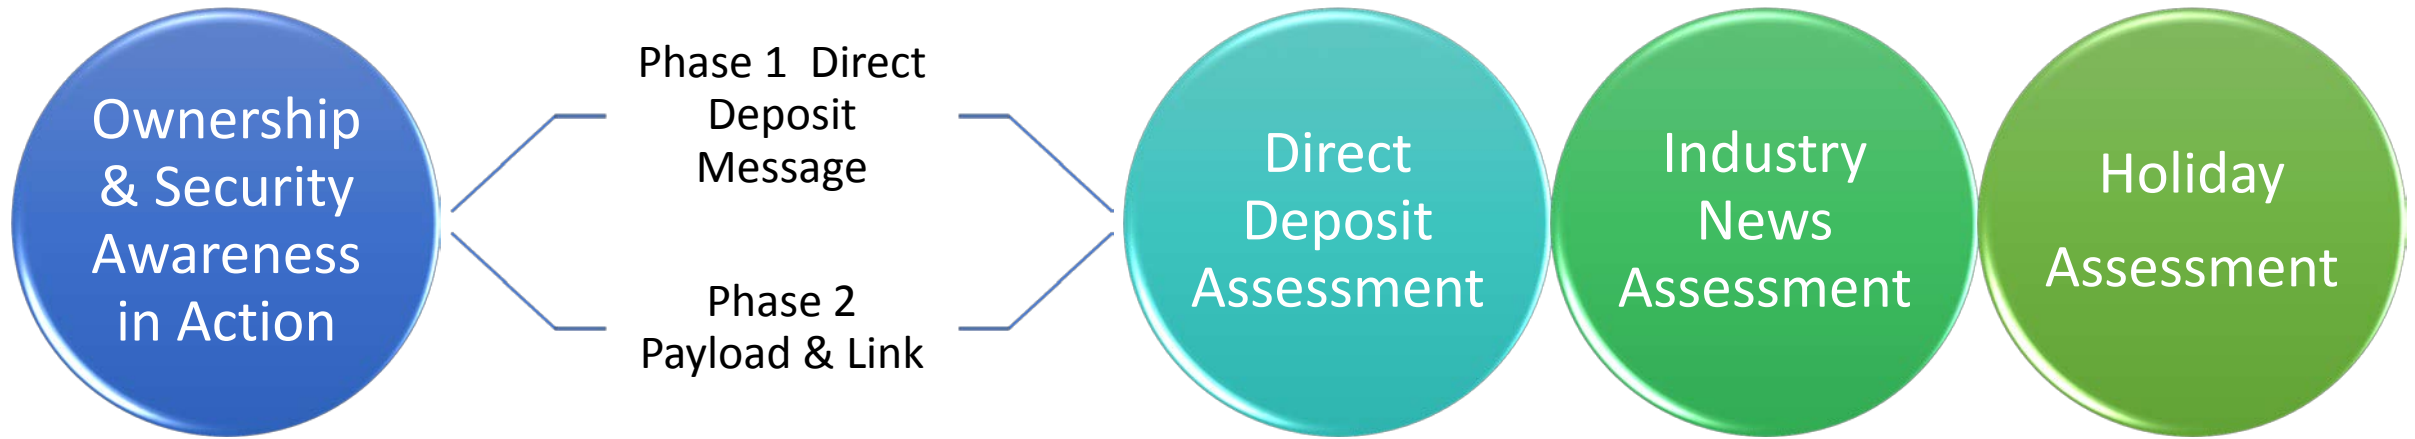 Ownership
& Security
Awareness
in Action
Phase 1  Direct
Deposit
Message
Phase 2
Payload & Link
Direct
Deposit
Assessment
Industry
News
Assessment
Holiday
Assessment